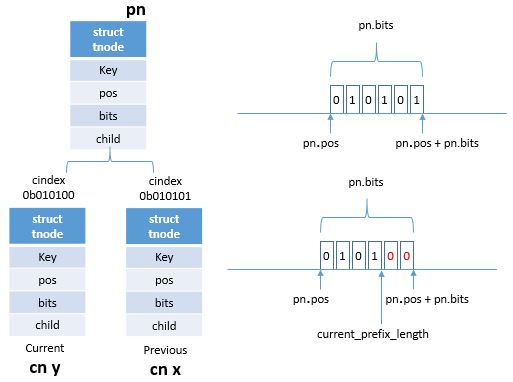 pn
struct
tnode
Key
pos
bits
child
cindex
0b010100
cindex
0b010101
struct
tnode
Key
pos
bits
child
Current
cn y
struct
tnode
Key
pos
bits
child
Previous
cn x
pn.bits
0 1 0 1 0 1
pn.pos
pn.pos + pn.bits
pn.bits
0 1 0 1 0 0
pn.pos
pn.pos + pn.bits
current_prefix_length